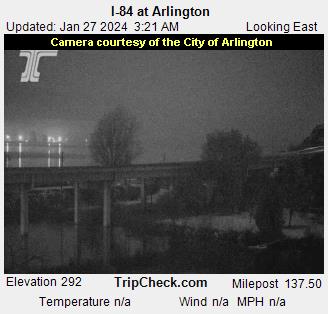 I-84 at Arlington
Updated: Jan 27 2024 3:21 AM Looking East
Camera courtesy of the City of Arlington
Elevation 292 TripCheck.com Milepost 137.50
Temperature n/a Wind n/a MPH n/a